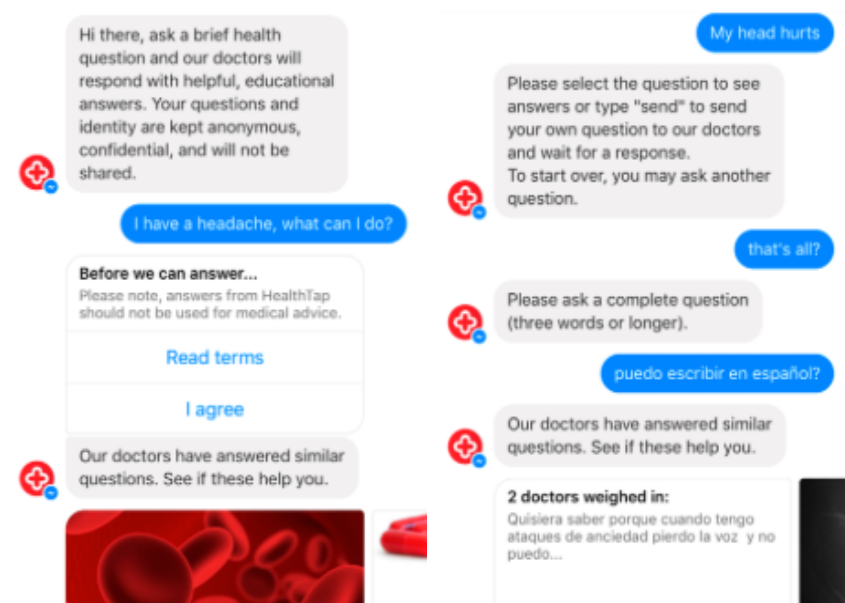 Hi there, ask a brief health
question and our doctors will
respond with helpful, educational
answers. Your questions and
identity are kept anonymous,
confidential, and will not be
shared.
I have a headache, what can I do?
Before we can answer...
Please note, answers from HealthTap
should not be used for medical advice.
Read terms
I agree
Our doctors have answered similar
questions. See if these help you.
My head hurts
Please select the question to see
answers or type "send" to send
your own question to our doctors
and wait for a response.
To start over, you may ask another
question.
that's all?
Please ask a complete question
(three words or longer).
puedo escribir en español?
Our doctors have answered similar
questions. See if these help you.
2 doctors weighed in:
Quisiera saber porque cuando tengo
ataques de anciedad pierdo la voz y no
puedo...